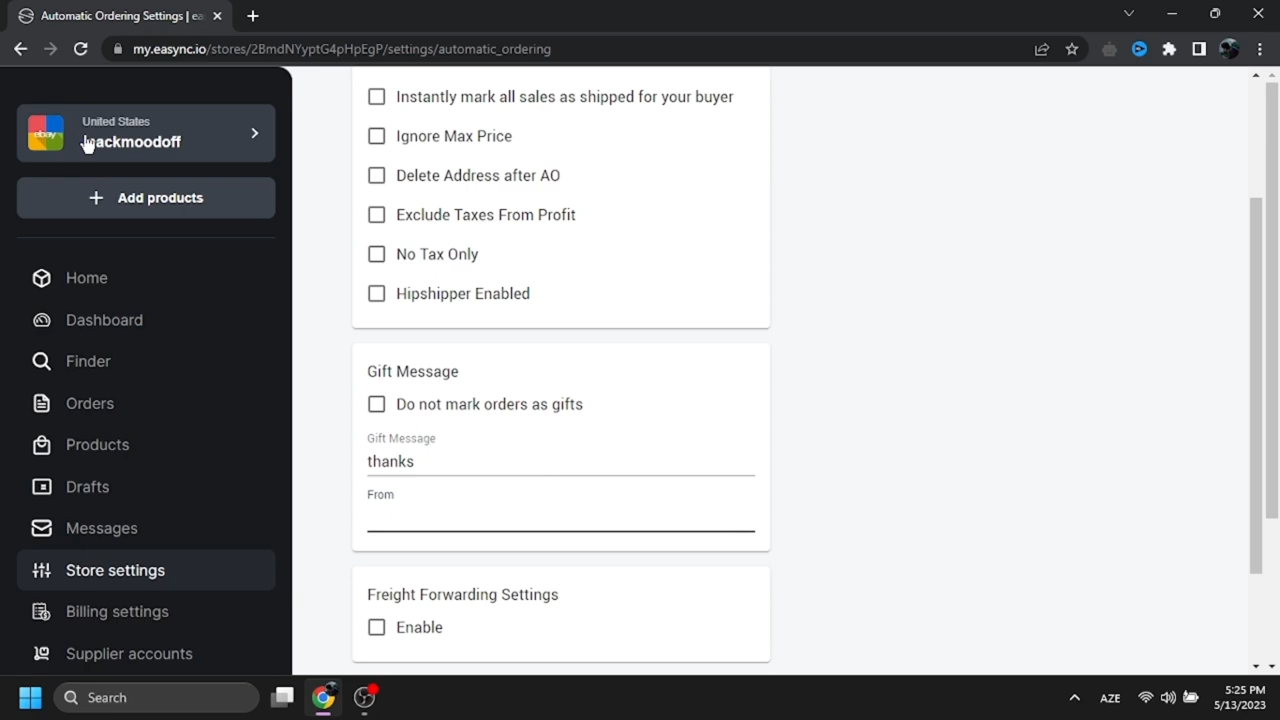 Automatic Ordering Settings | ea
my.easync.io/stores/2BmdNYyptG4pHpEgP/settings/automatic_ordering
ebay
United States
ackmoodoff
+ Add products
Home
Dashboard
Finder
Orders
Products
Drafts
Messages
Store settings
Billing settings
Supplier accounts
Instantly mark all sales as shipped for your buyer
Ignore Max Price
Delete Address after AO
Exclude Taxes From Profit
No Tax Only
Hipshipper Enabled
Gift Message
Do not mark orders as gifts
Gift Message
thanks
From
Freight Forwarding Settings
Enable
Search
AZE
5:25 PM
5/13/2023